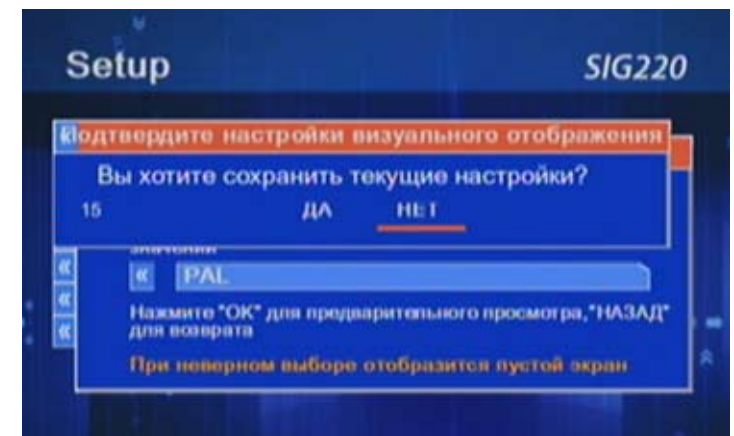 Setup
SIG220
Подтвердите настройки визуального отображения
Вы хотите сохранить текущие настройки?
15 ДА НЕТ
значений
PAL
Нажмите "ОК" для предварительного просмотра,"НАЗАД"
для возврата
При неверном выборе отобразится пустой экран